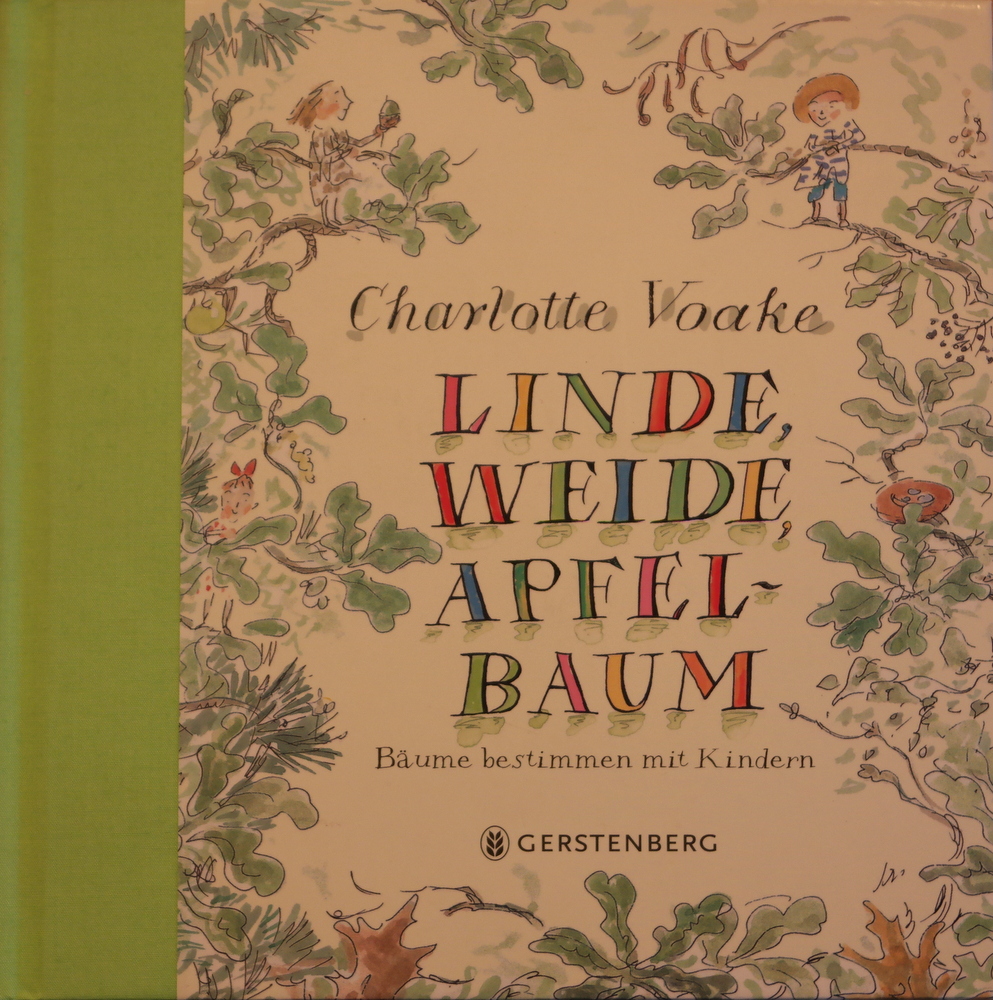 Charlotte Voake
LINDE,
WEIDE,
APFEL-
BAUM
Bäume bestimmen mit Kindern
GERSTENBERG